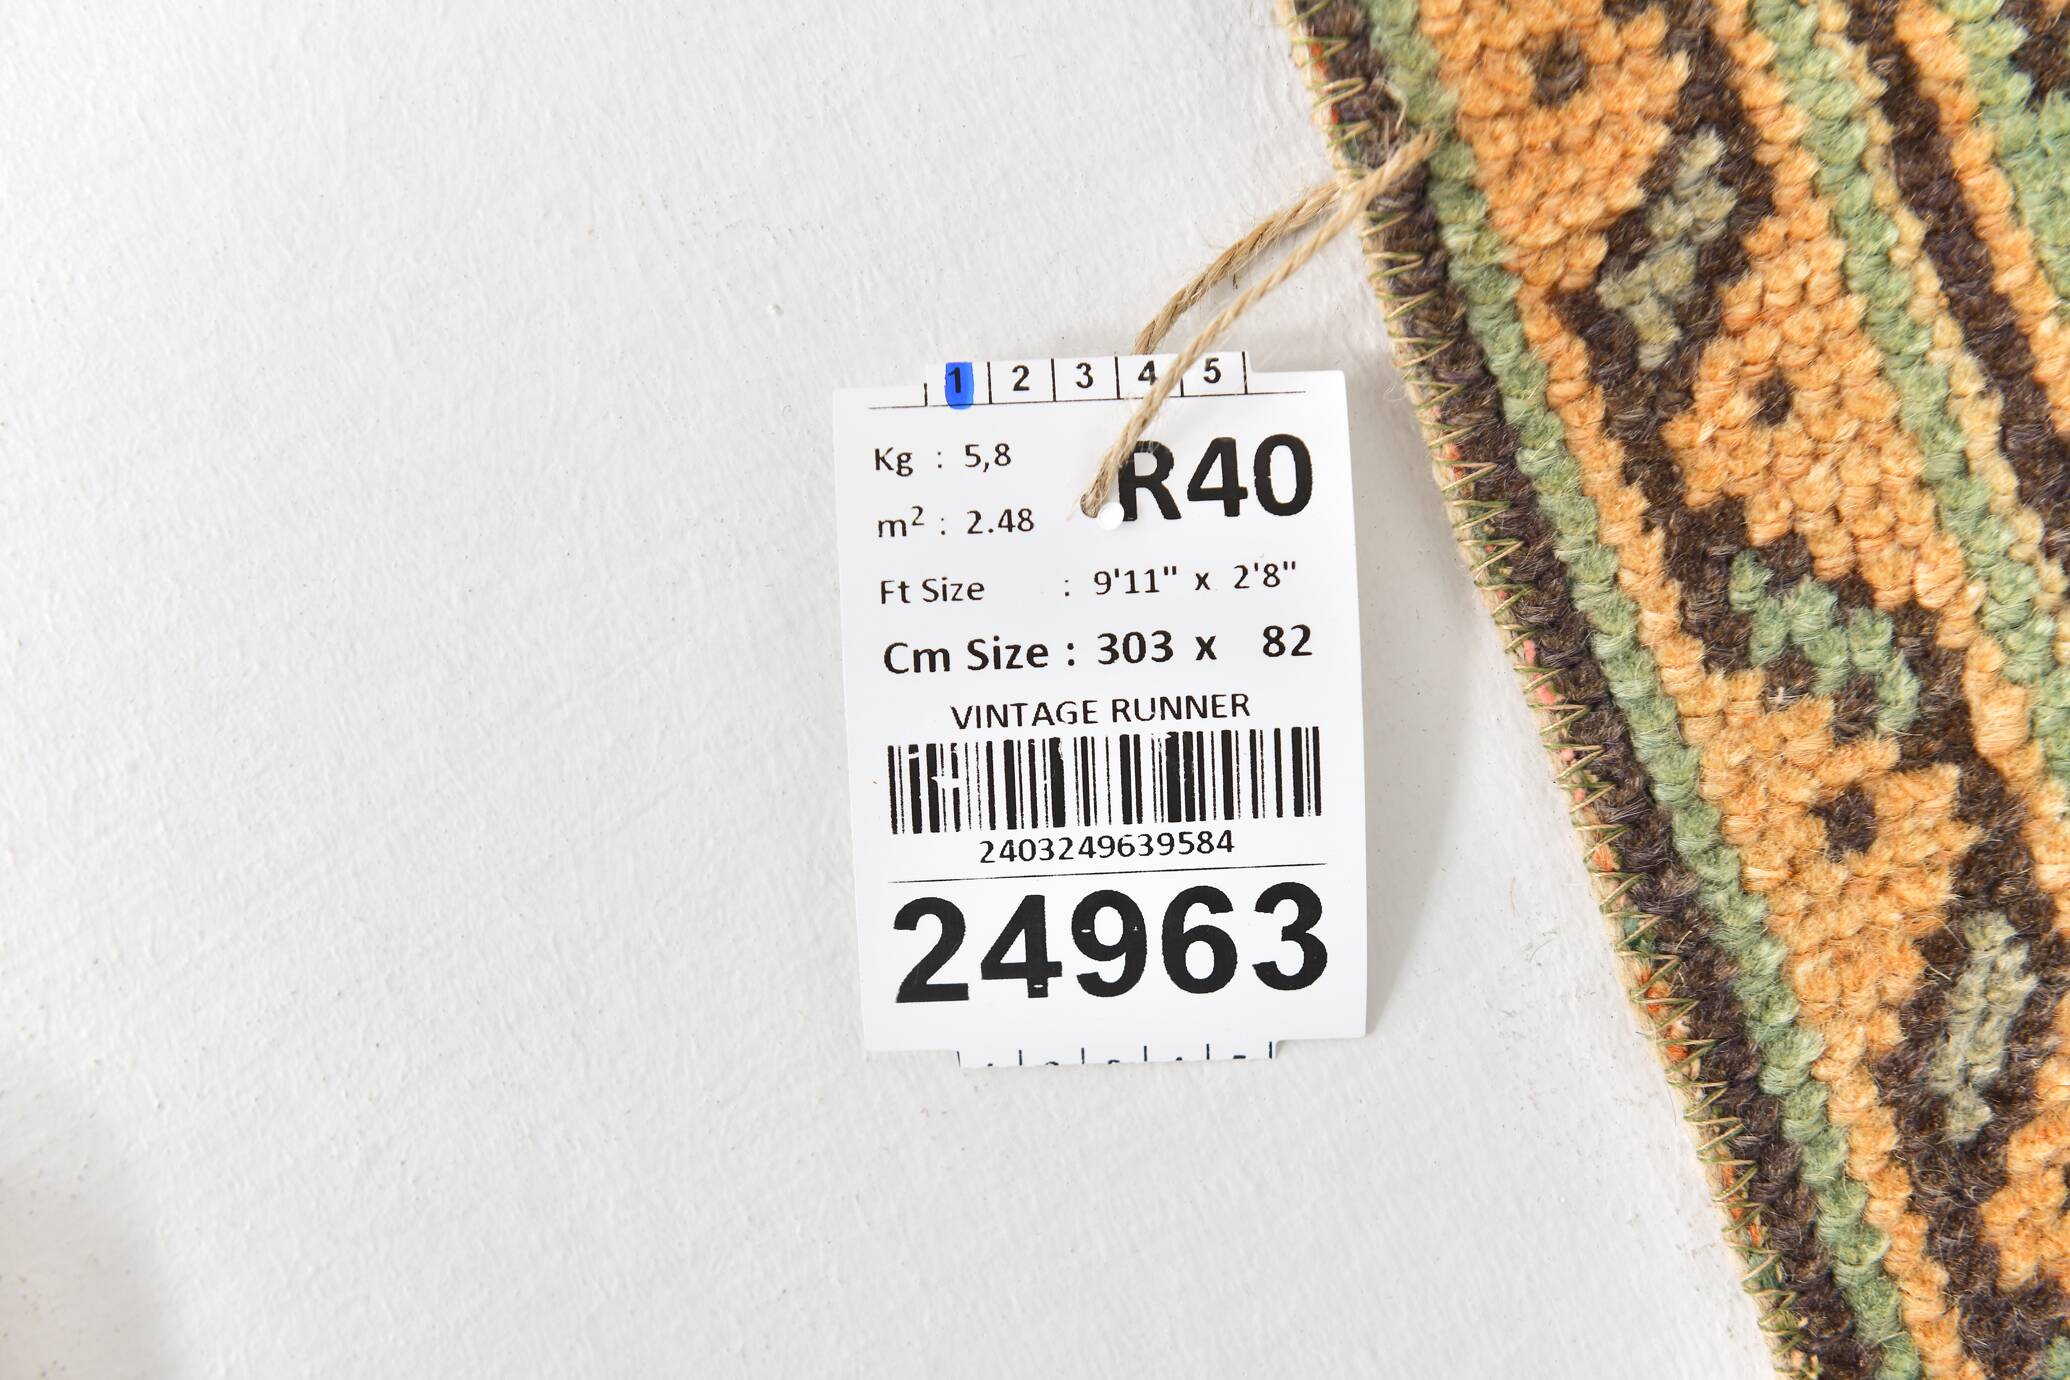 1 2 3 4 5
Kg : 5,8
R40
m² : 2.48
Ft Size : 9'11" x 2'8"
Cm Size : 303 x 82
VINTAGE RUNNER
2403249639584
24963